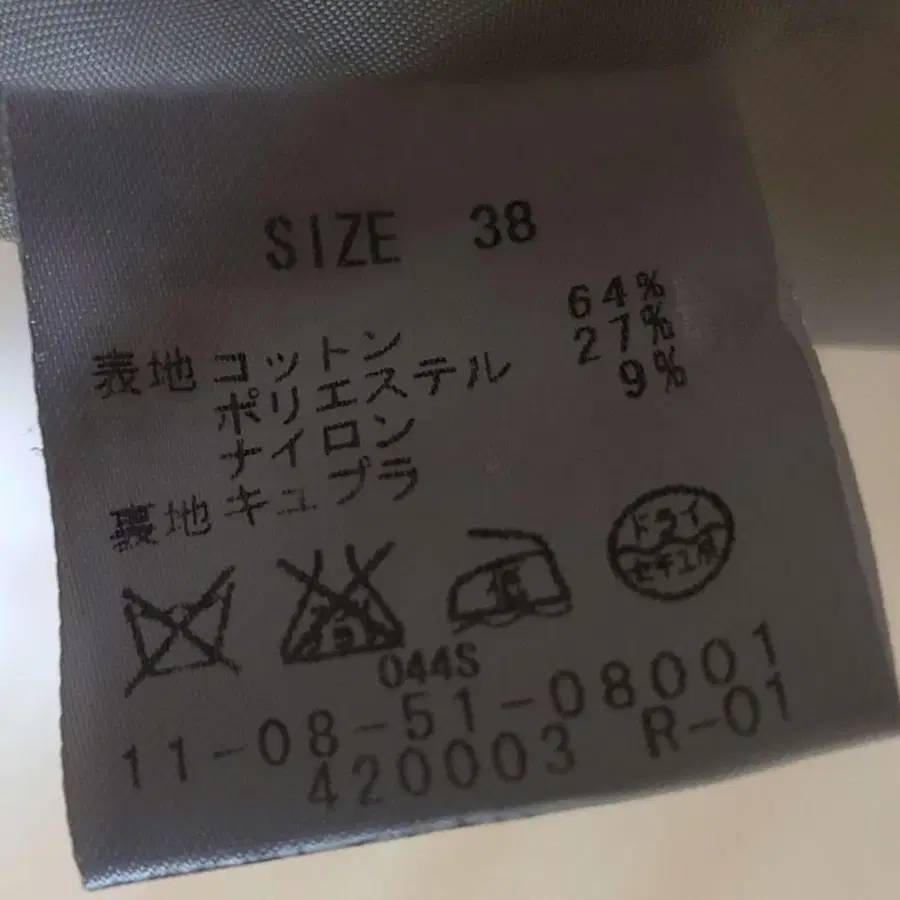 SIZE 38
表地 コットン 64%
ポリエステル 27%
ナイロン 9%
裏地 キュプラ
ドライ
セキユ系
044S
11-08-51-08001
420003 R-01